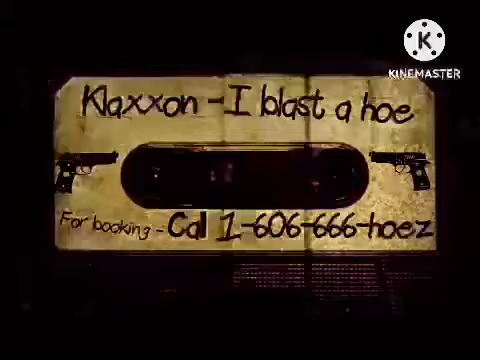 K
KINEMASTER
Klaxxon - I blast a hoe
For booking - Call 1-606-666-hoez